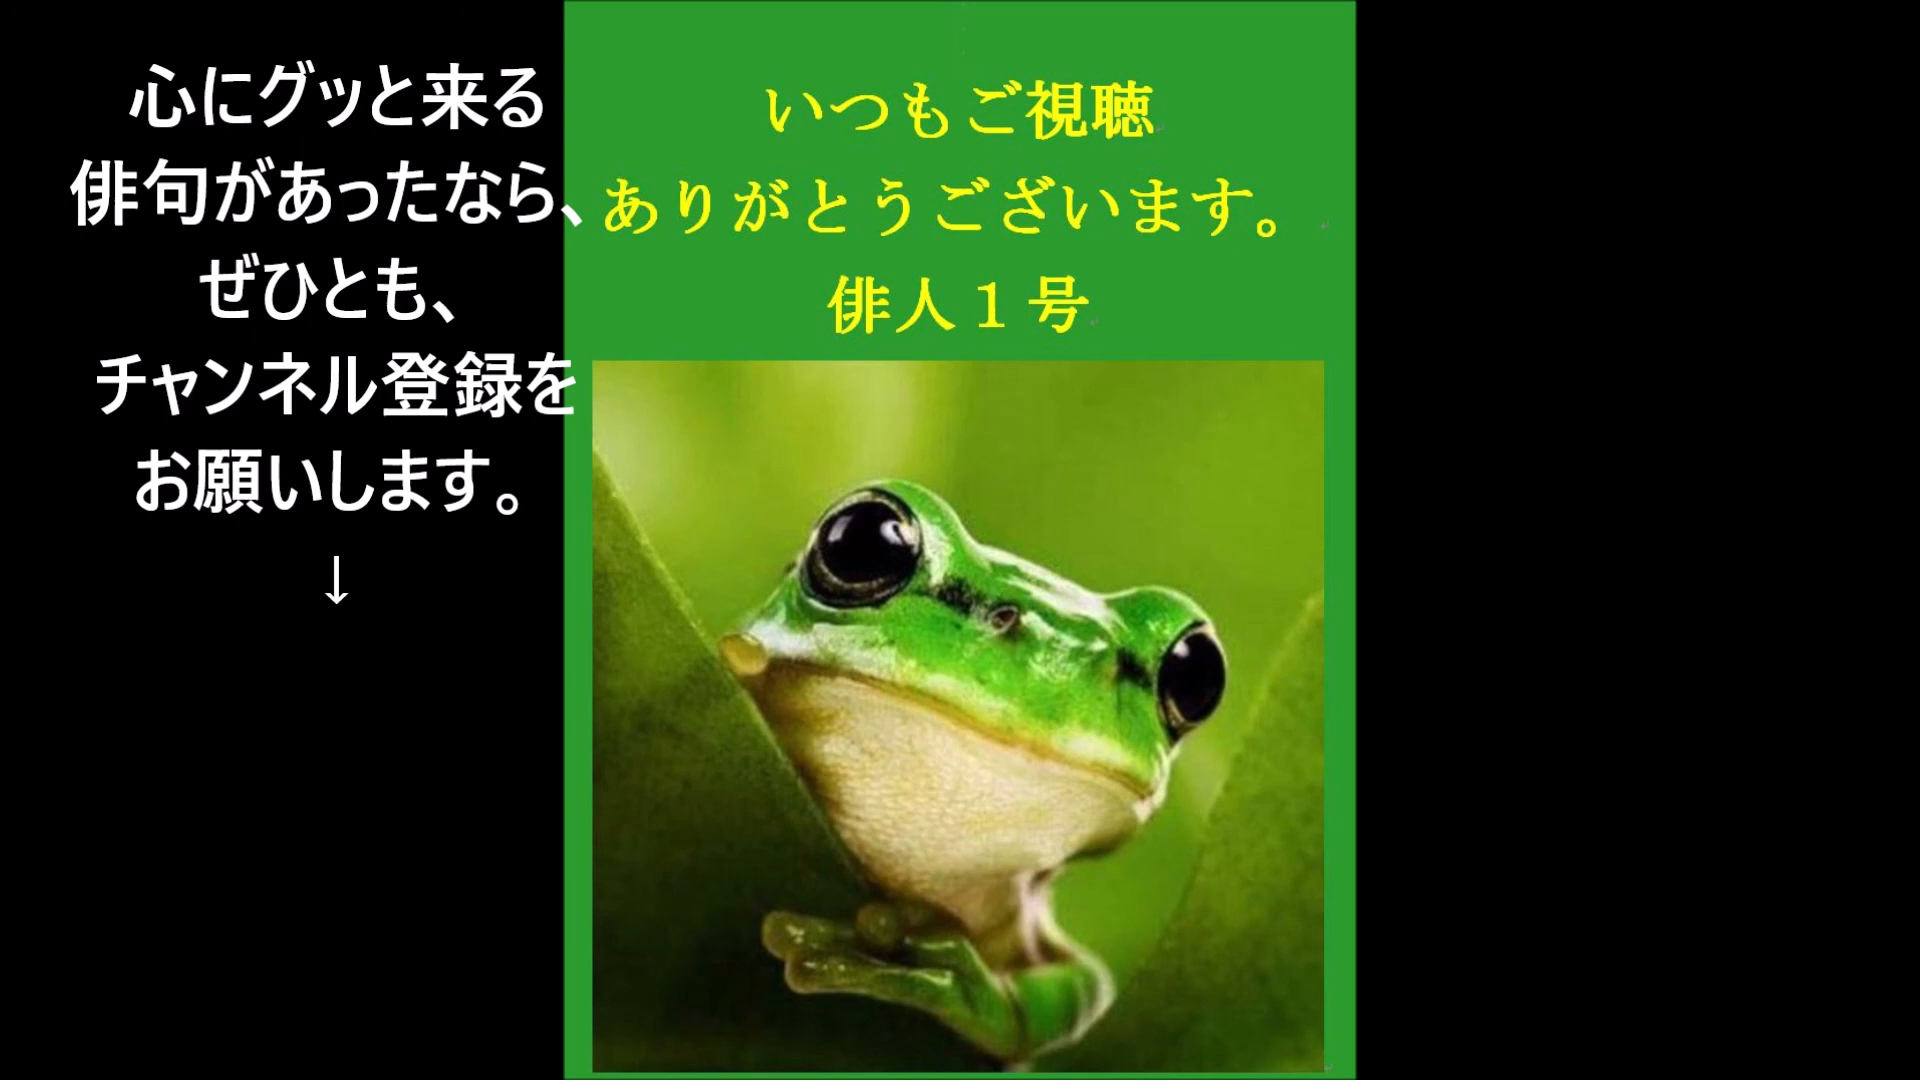 心にグッと来る
俳句があったなら、
ぜひとも、
チャンネル登録を
お願いします。
↓
いつもご視聴
ありがとうございます。
俳人１号